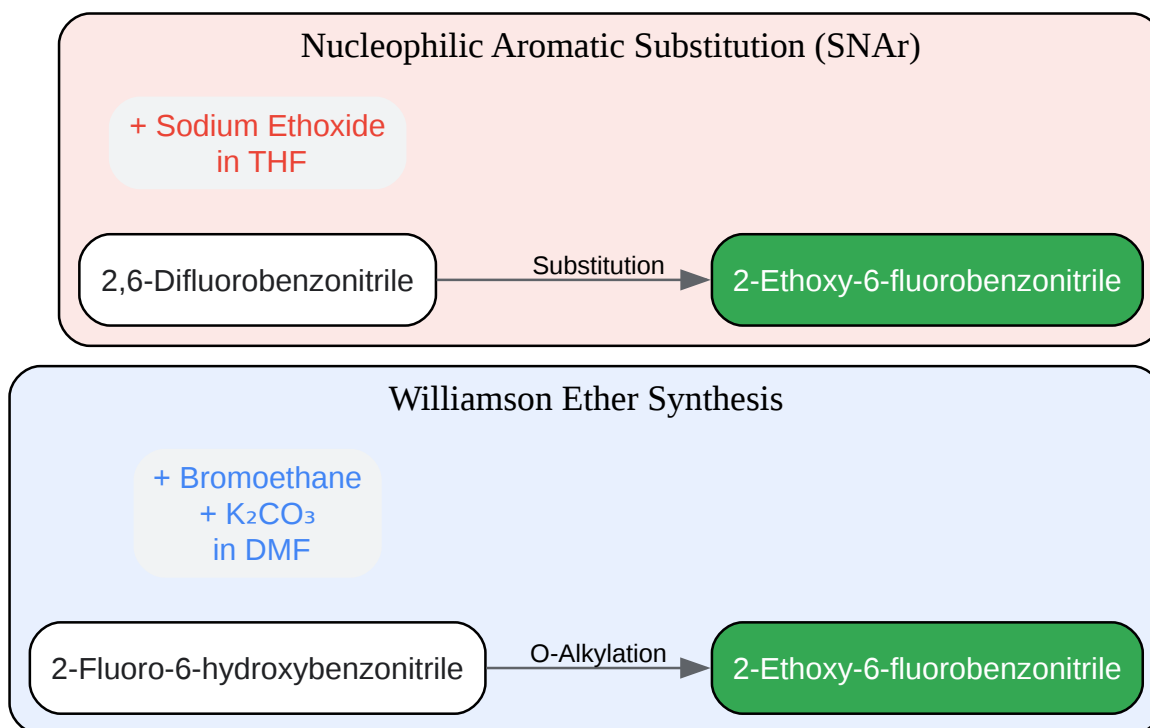 Nucleophilic Aromatic Substitution (SNAr)
+ Sodium Ethoxide
in THF
2,6-Difluorobenzonitrile
Substitution
2-Ethoxy-6-fluorobenzonitrile
Williamson Ether Synthesis
+ Bromoethane
+ K₂CO₃
in DMF
2-Fluoro-6-hydroxybenzonitrile
O-Alkylation
2-Ethoxy-6-fluorobenzonitrile